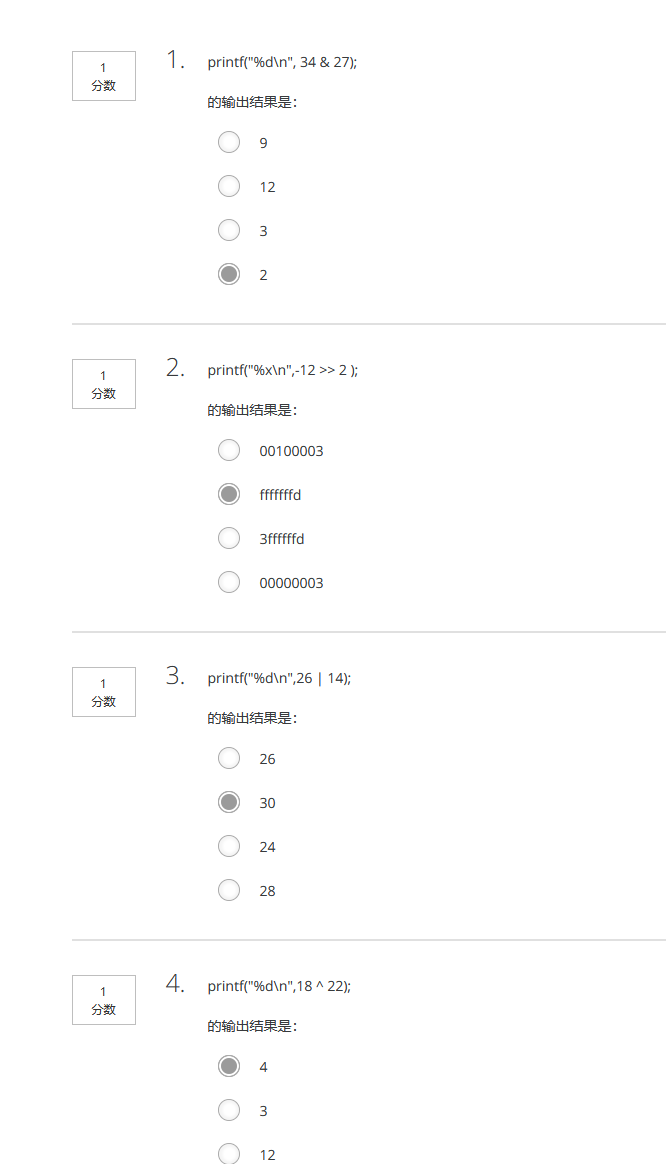 1
分数
1.
printf("%d\n", 34 & 27);
的输出结果是：
9
12
3
2
1
分数
2.
printf("%x\n",-12 >> 2 );
的输出结果是：
00100003
fffffffd
3ffffffd
00000003
1
分数
3.
printf("%d\n",26 | 14);
的输出结果是：
26
30
24
28
1
分数
4.
printf("%d\n",18 ^ 22);
的输出结果是：
4
3
12